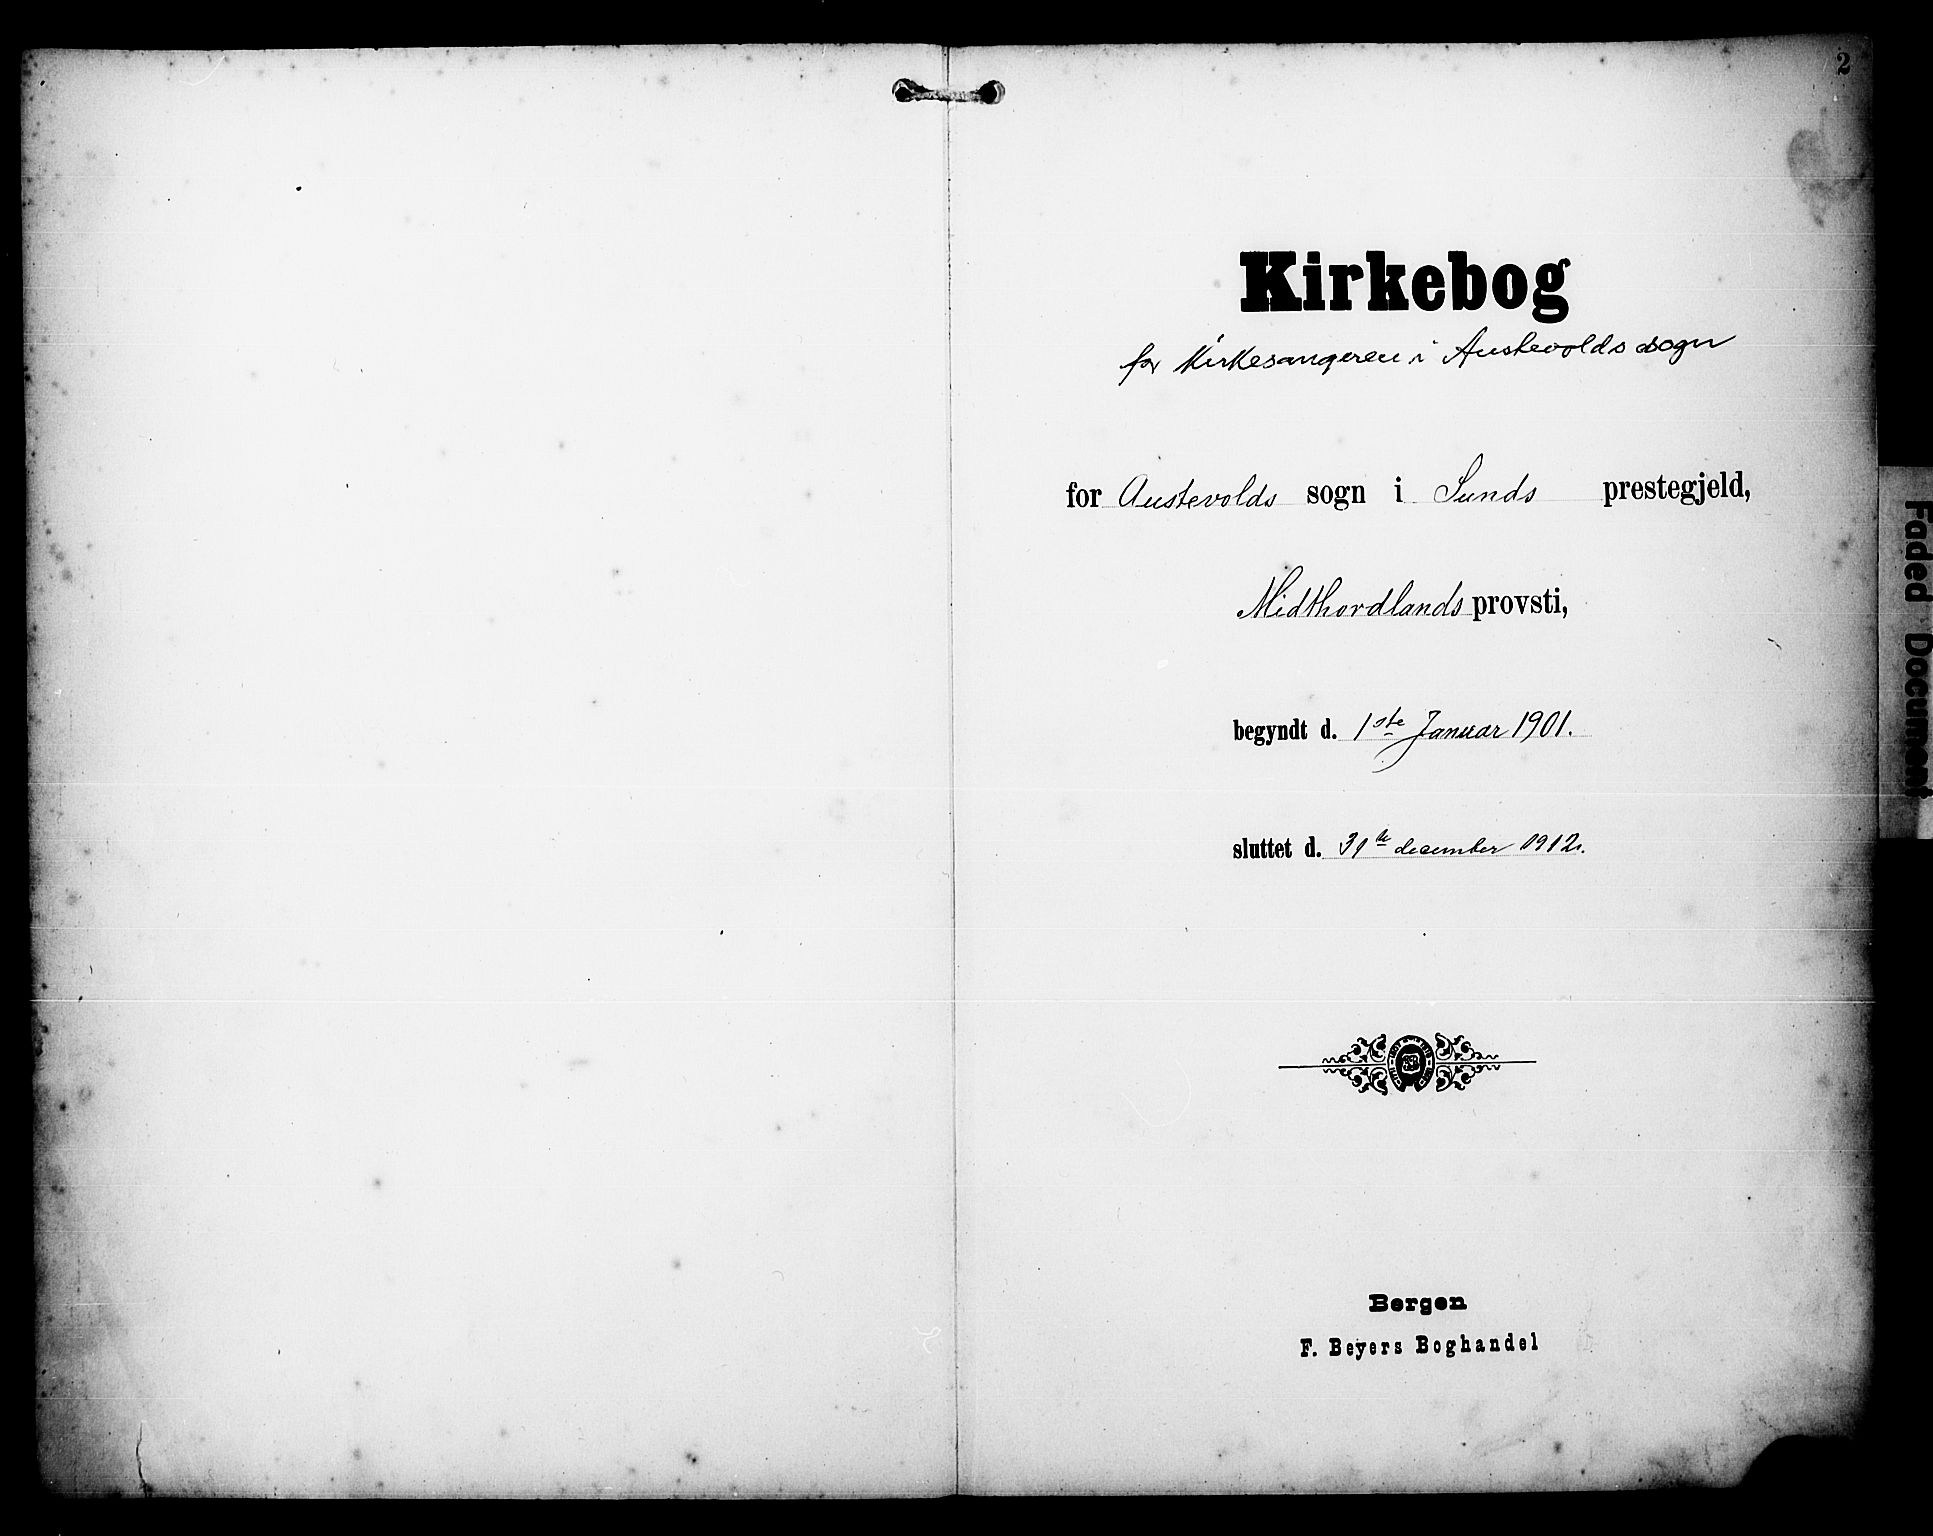 2
Kirkebog
for Kirkesangeren i Austevolds sogn
for Austevolds sogn i Sunds prestegjeld,
Midthordlands provsti,
begyndt d. 1ste Januar 1901.
sluttet d. 31te december 1912.
Bergen
F. Beyers Boghandel
Faded Document